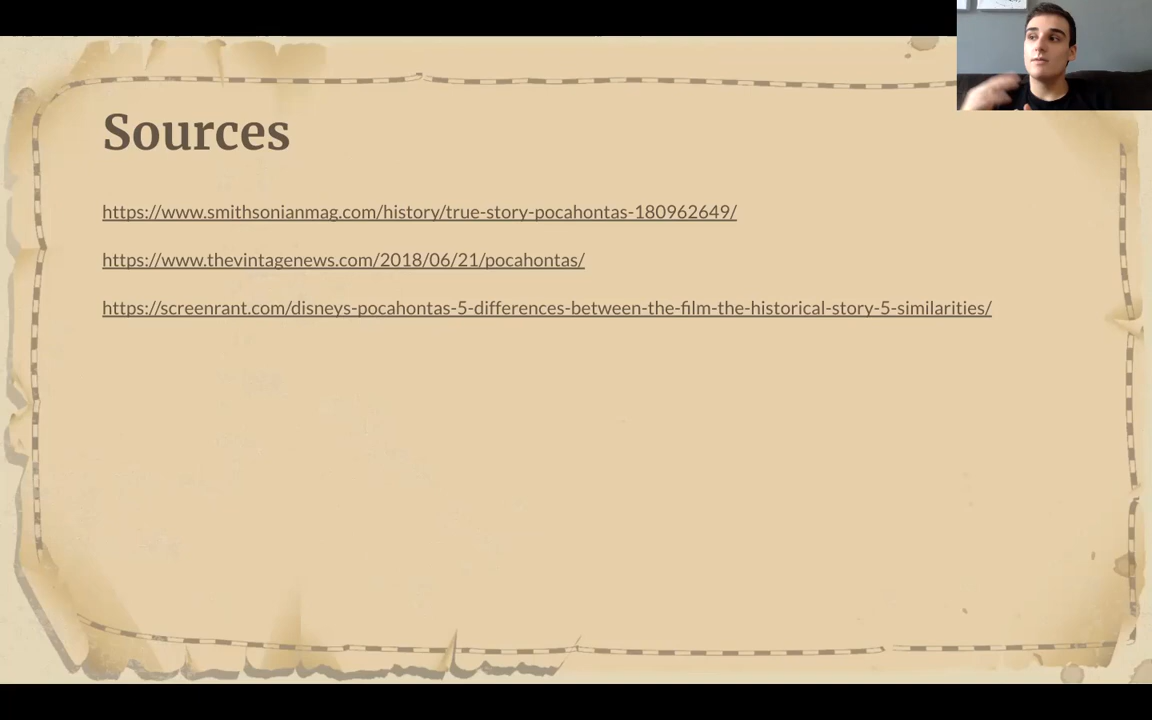 Sources
https://www.smithsonianmag.com/history/true-story-pocahontas-180962649/
https://www.thevintagenews.com/2018/06/21/pocahontas/
https://screenrant.com/disneys-pocahontas-5-differences-between-the-film-the-historical-story-5-similarities/